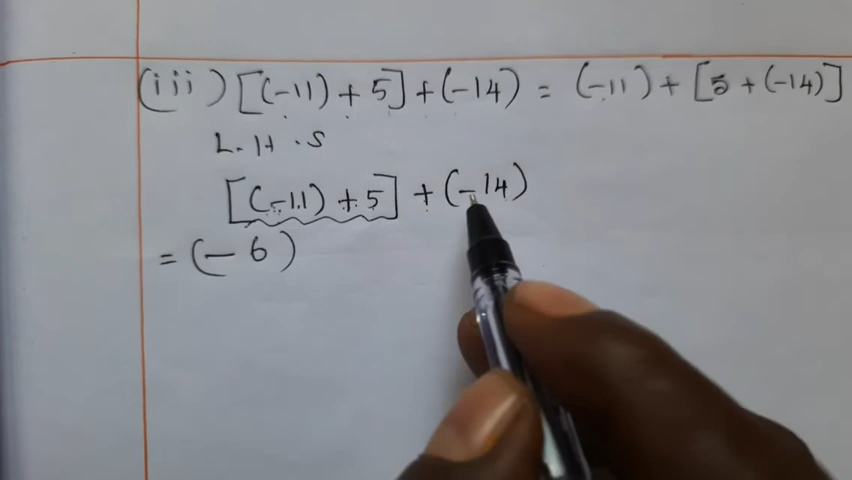 (iii) [(-11) + 5] + (-14) = (-11) + [5 + (-14)]
L.H.S
[(-11) + 5] + (-14)
= (-6)